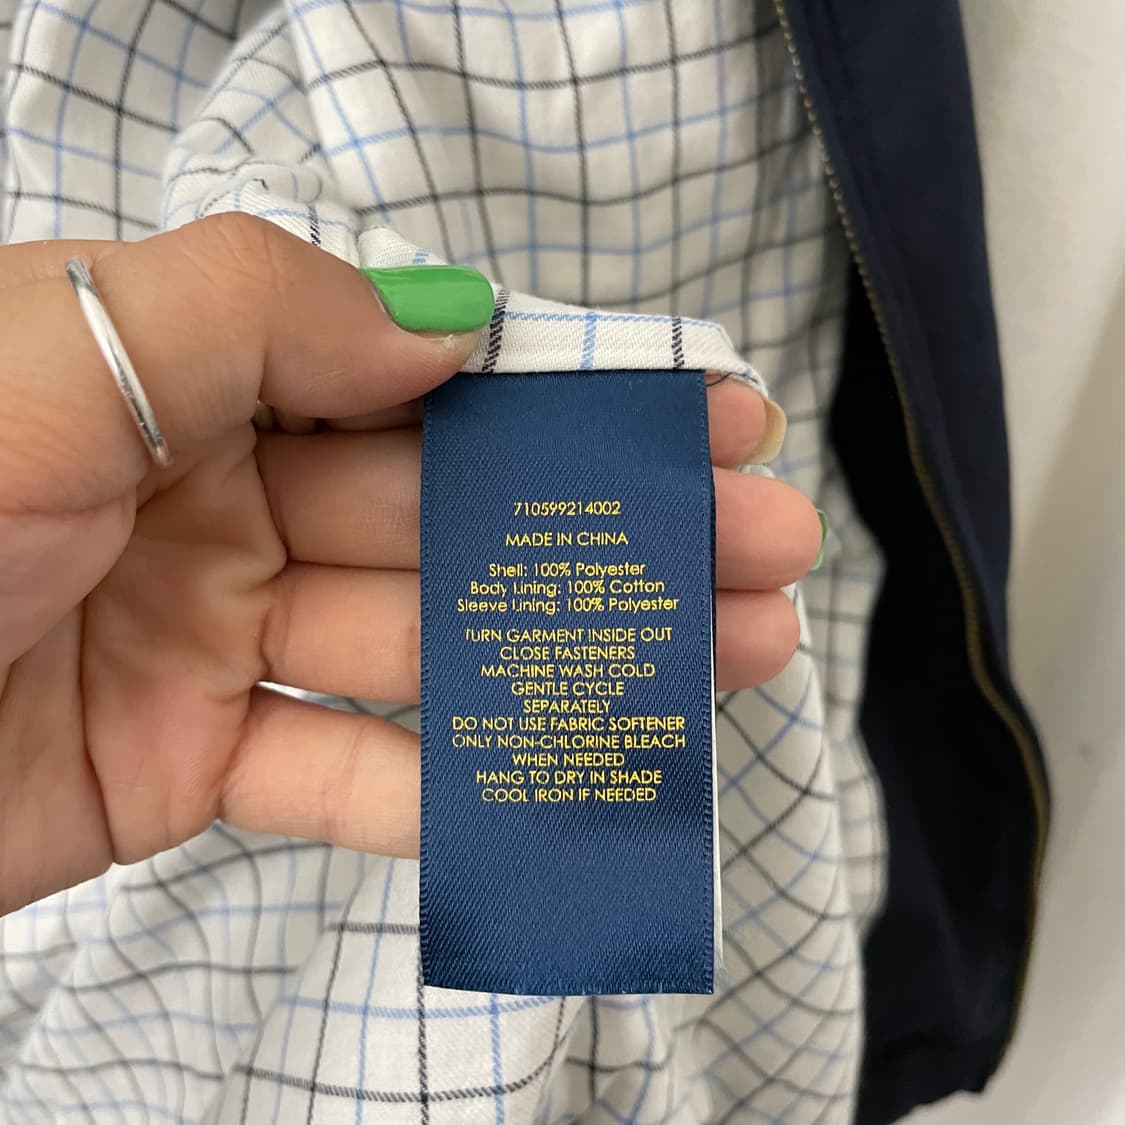 710599214002
MADE IN CHINA
Shell: 100% Polyester
Body Lining: 100% Cotton
Sleeve Lining: 100% Polyester
TURN GARMENT INSIDE OUT
CLOSE FASTENERS
MACHINE WASH COLD
GENTLE CYCLE
SEPARATELY
DO NOT USE FABRIC SOFTENER
ONLY NON-CHLORINE BLEACH
WHEN NEEDED
HANG TO DRY IN SHADE
COOL IRON IF NEEDED